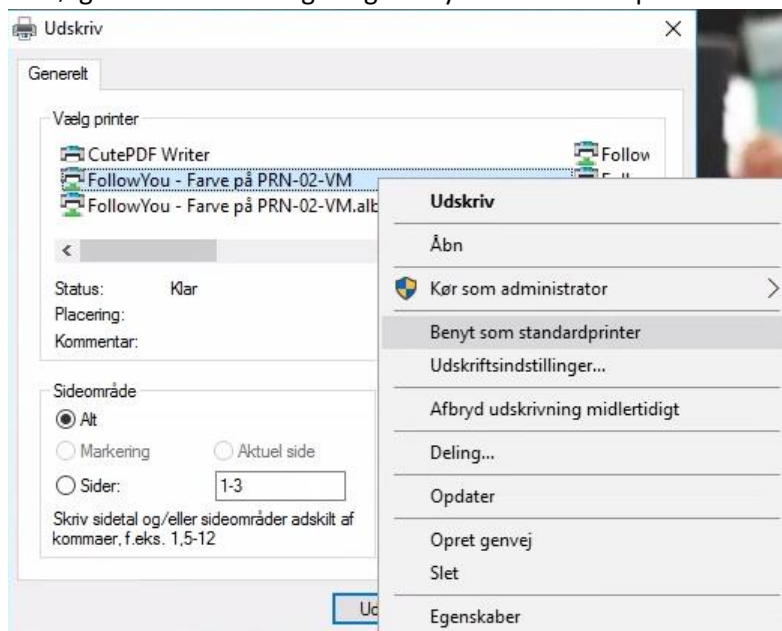 Udskriv
Generelt
Vælg printer
CutePDF Writer
Follow
FollowYou - Farve på PRN-02-VM
FollowYou - Farve på PRN-02-VM.alb
Status: Klar
Placering:
Kommentar:
Sideområde
Alt
Markering Aktuel side
Sider: 1-3
Skriv sidetal og/eller sideområder adskilt af
kommaer, f.eks. 1,5-12
Ud
Udskriv
Åbn
Kør som administrator
Benyt som standardprinter
Udskriftsindstillinger...
Afbryd udskrivning midlertidigt
Deling...
Opdater
Opret genvej
Slet
Egenskaber